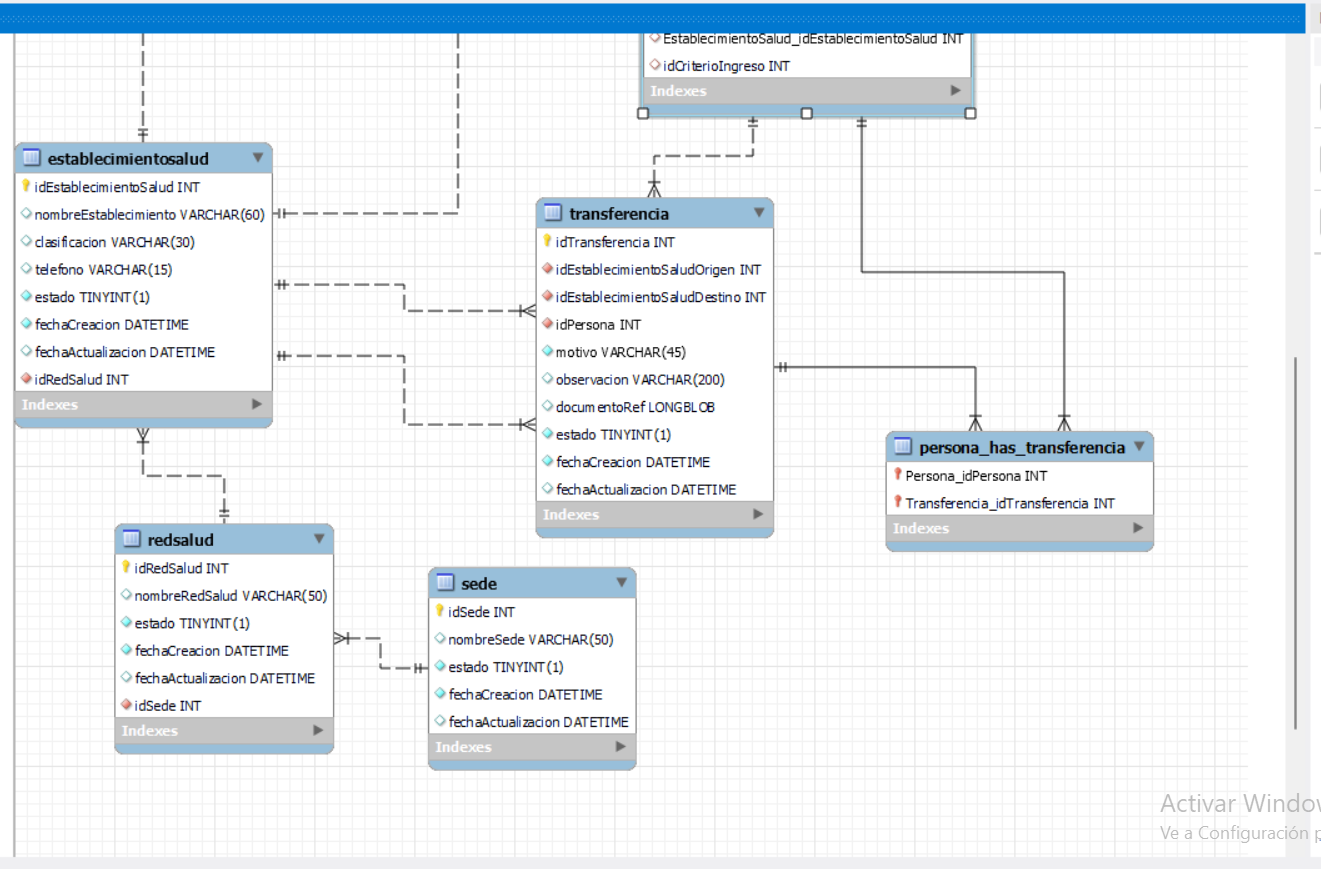 EstablecimientoSalud_idEstablecimientoSalud INT
idCriterioIngreso INT
Indexes
establecimientosalud
idEstablecimientoSalud INT
nombreEstablecimiento VARCHAR(60)
clasificacion VARCHAR(30)
telefono VARCHAR(15)
estado TINYINT(1)
fechaCreacion DATETIME
fechaActualizacion DATETIME
idRedSalud INT
Indexes
transferencia
idTransferencia INT
idEstablecimientoSaludOrigen INT
idEstablecimientoSaludDestino INT
idPersona INT
motivo VARCHAR(45)
observacion VARCHAR(200)
documentoRef LONGBLOB
estado TINYINT(1)
fechaCreacion DATETIME
fechaActualizacion DATETIME
Indexes
persona_has_transferencia
Persona_idPersona INT
Transferencia_idTransferencia INT
Indexes
redsalud
idRedSalud INT
nombreRedSalud VARCHAR(50)
estado TINYINT(1)
fechaCreacion DATETIME
fechaActualizacion DATETIME
idSede INT
Indexes
sede
idSede INT
nombreSede VARCHAR(50)
estado TINYINT(1)
fechaCreacion DATETIME
fechaActualizacion DATETIME
Indexes
Activar Window
Ve a Configuración p